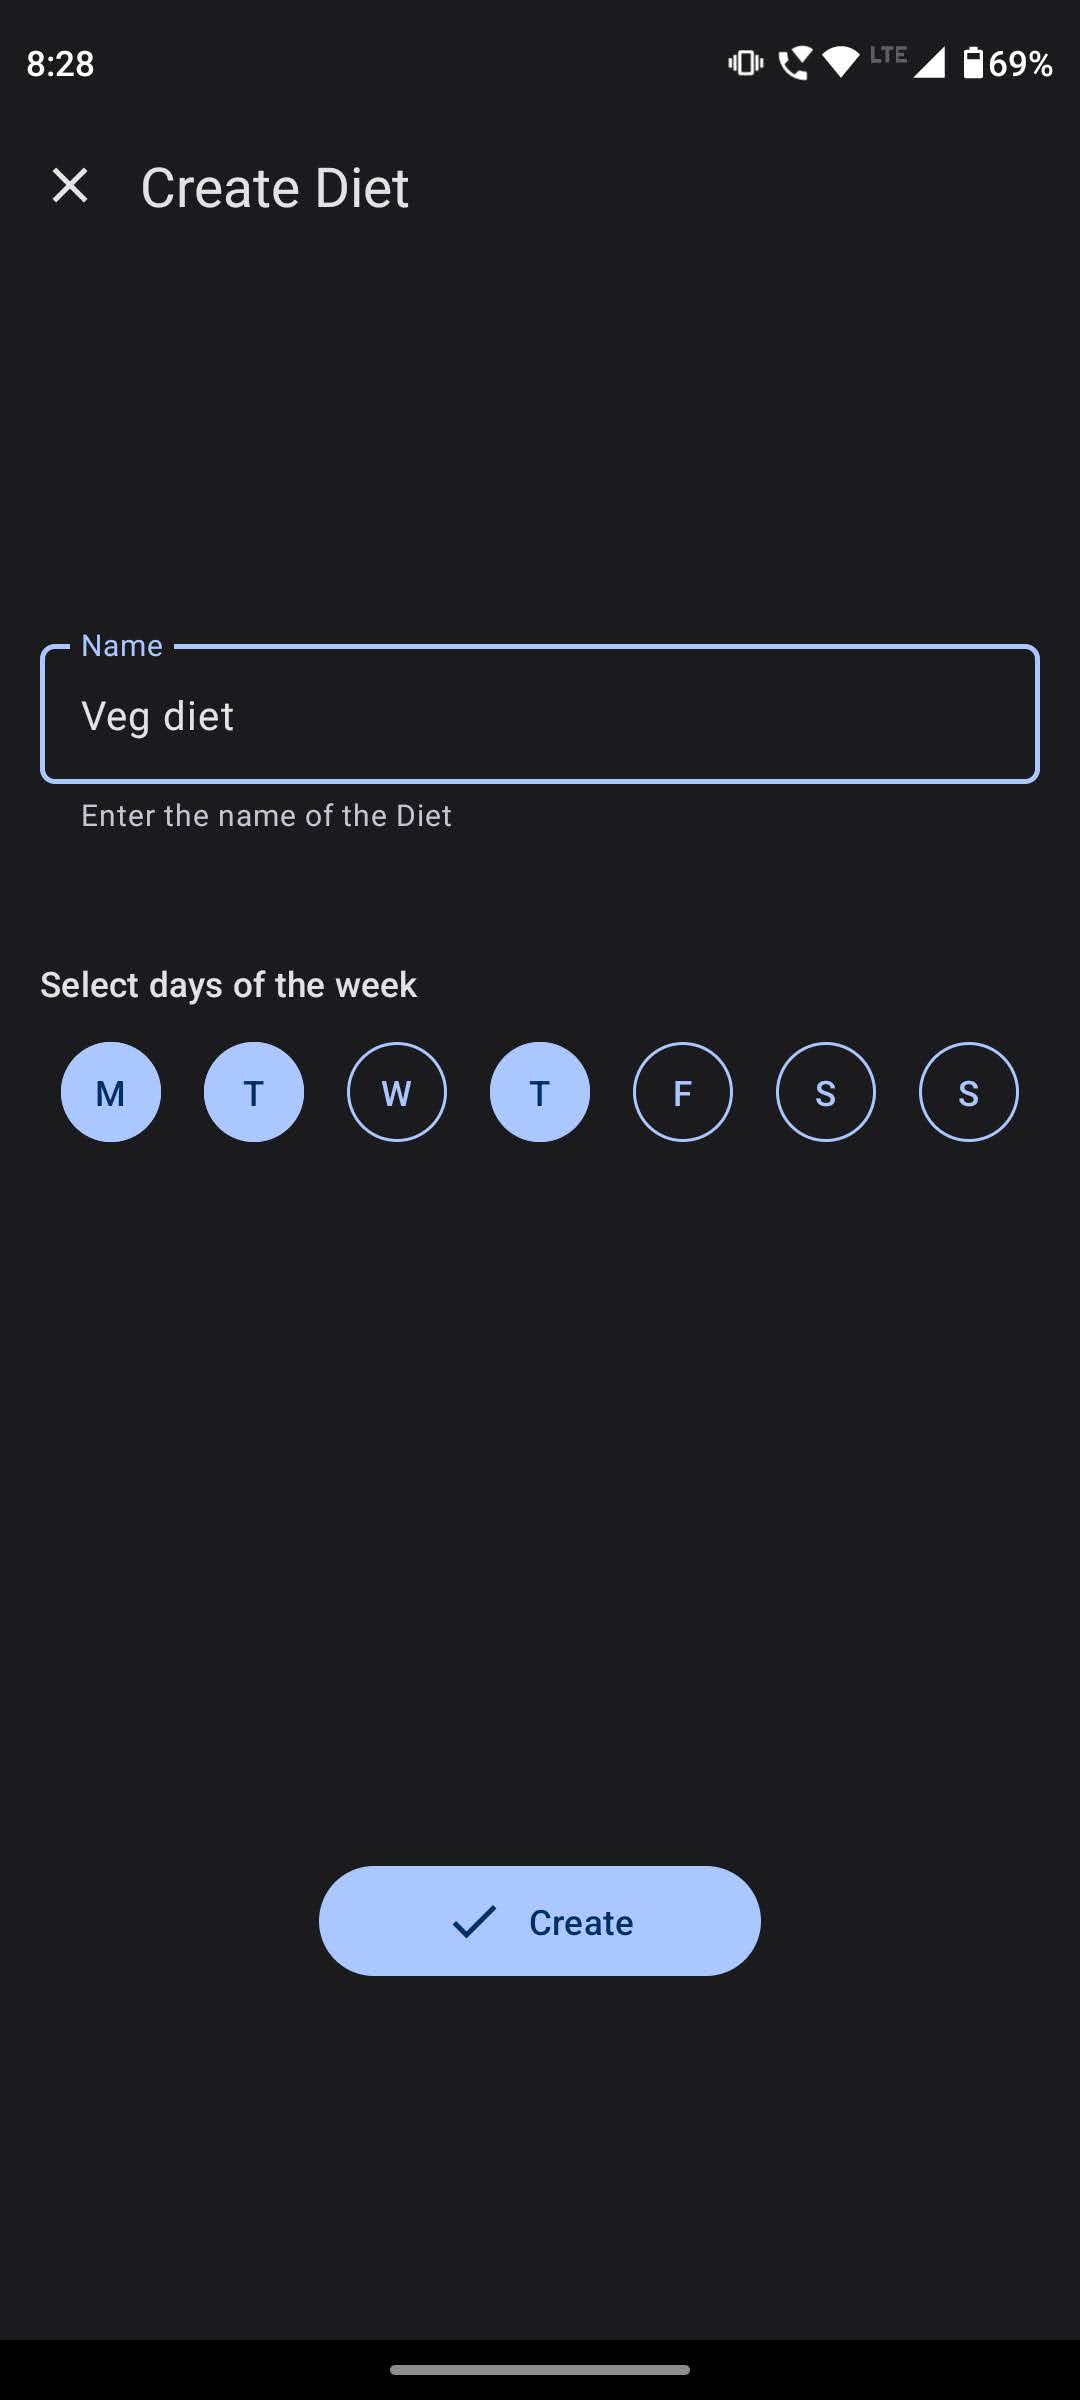 8:28 LTE 69%
Create Diet
Name
Veg diet
Enter the name of the Diet
Select days of the week
M T W T F S S
Create